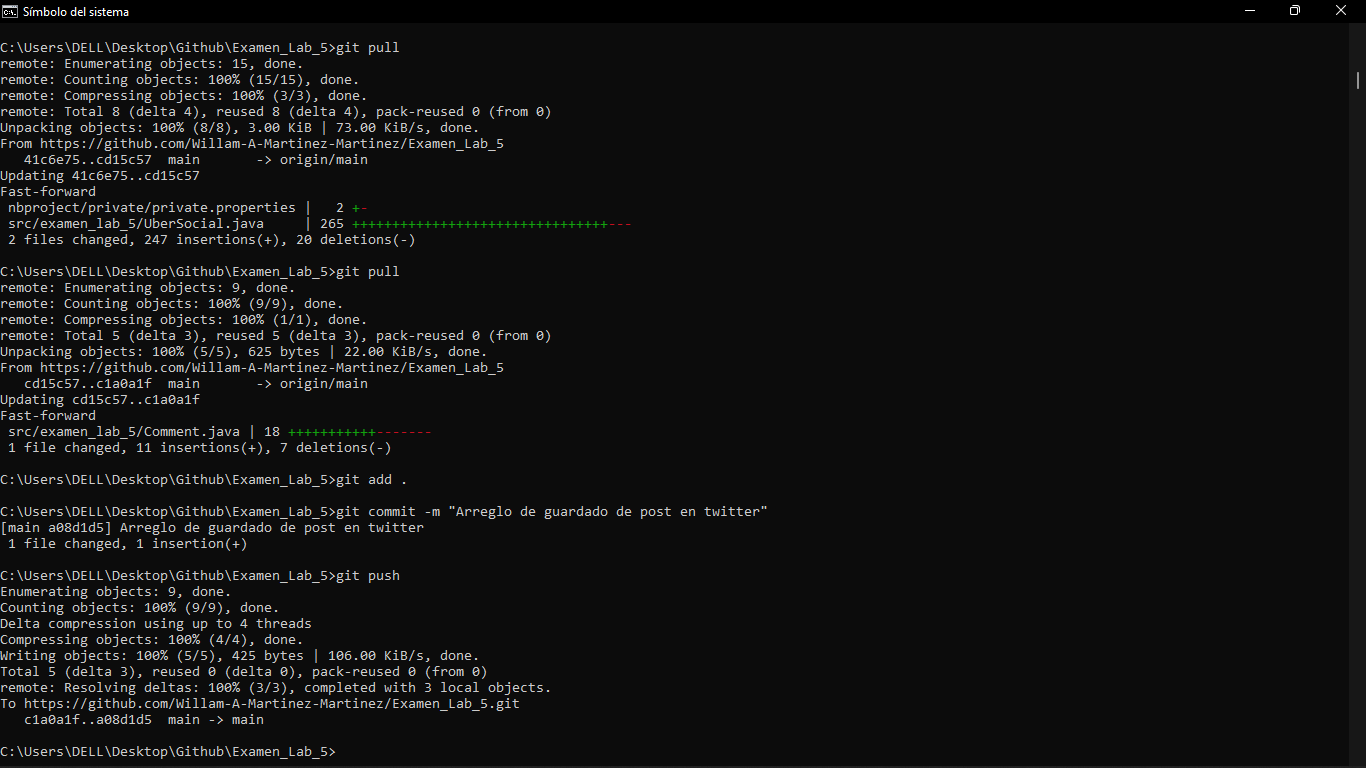 Símbolo del sistema
C:\Users\DELL\Desktop\Github\Examen_Lab_5>git pull
remote: Enumerating objects: 15, done.
remote: Counting objects: 100% (15/15), done.
remote: Compressing objects: 100% (3/3), done.
remote: Total 8 (delta 4), reused 8 (delta 4), pack-reused 0 (from 0)
Unpacking objects: 100% (8/8), 3.00 KiB | 73.00 KiB/s, done.
From https://github.com/Willam-A-Martinez-Martinez/Examen_Lab_5
   41c6e75..cd15c57  main       -> origin/main
Updating 41c6e75..cd15c57
Fast-forward
 nbproject/private/private.properties |   2 +-
 src/examen_lab_5/UberSocial.java     | 265 ++++++++++++++++++++++++++++++++---
 2 files changed, 247 insertions(+), 20 deletions(-)
C:\Users\DELL\Desktop\Github\Examen_Lab_5>git pull
remote: Enumerating objects: 9, done.
remote: Counting objects: 100% (9/9), done.
remote: Compressing objects: 100% (1/1), done.
remote: Total 5 (delta 3), reused 5 (delta 3), pack-reused 0 (from 0)
Unpacking objects: 100% (5/5), 625 bytes | 22.00 KiB/s, done.
From https://github.com/Willam-A-Martinez-Martinez/Examen_Lab_5
   cd15c57..c1a0a1f  main       -> origin/main
Updating cd15c57..c1a0a1f
Fast-forward
 src/examen_lab_5/Comment.java | 18 +++++++++++-------
 1 file changed, 11 insertions(+), 7 deletions(-)
C:\Users\DELL\Desktop\Github\Examen_Lab_5>git add .
C:\Users\DELL\Desktop\Github\Examen_Lab_5>git commit -m "Arreglo de guardado de post en twitter"
[main a08d1d5] Arreglo de guardado de post en twitter
 1 file changed, 1 insertion(+)
C:\Users\DELL\Desktop\Github\Examen_Lab_5>git push
Enumerating objects: 9, done.
Counting objects: 100% (9/9), done.
Delta compression using up to 4 threads
Compressing objects: 100% (4/4), done.
Writing objects: 100% (5/5), 425 bytes | 106.00 KiB/s, done.
Total 5 (delta 3), reused 0 (delta 0), pack-reused 0 (from 0)
remote: Resolving deltas: 100% (3/3), completed with 3 local objects.
To https://github.com/Willam-A-Martinez-Martinez/Examen_Lab_5.git
   c1a0a1f..a08d1d5  main -> main
C:\Users\DELL\Desktop\Github\Examen_Lab_5>